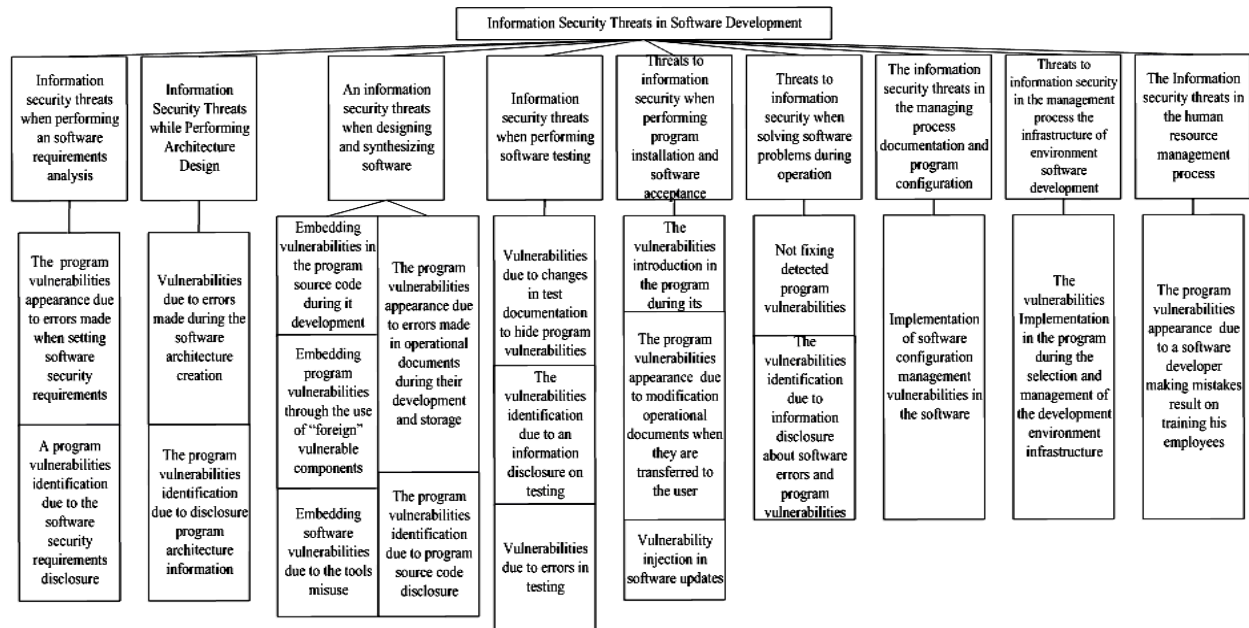 Information Security Threats in Software Development
Information
security threats
when performing
an software
requirements
analysis
Information
Security Threats
while Performing
Architecture
Design
An information
security threats
when designing
and synthesizing
software
Information
security threats
when performing
software testing
Threats to
information
security when
performing
program
installation and
software
acceptance
Threats to
information
security when
solving software
problems during
operation
The information
security threats in
the managing
process
documentation and
program
configuration
Threats to
information security
in the management
process the
infrastructure of
environment
software
development
The Information
security threats in
the human
resource
management
process
The program
vulnerabilities
appearance due
to errors made
when setting
software
security
requirements
A program
vulnerabilities
identification
due to the
software
security
requirements
disclosure
Vulnerabilities
due to errors
made during the
software
architecture
creation
The program
vulnerabilities
identification
due to disclosure
program
architecture
information
Embedding
vulnerabilities in
the program
source code
during it
development
Embedding
program
vulnerabilities
through the use
of “foreign”
vulnerable
components
Embedding
software
vulnerabilities
due to the tools
misuse
The program
vulnerabilities
appearance due
to errors made
in operational
documents
during their
development
and storage
The program
vulnerabilities
identification
due to program
source code
disclosure
Vulnerabilities
due to changes
in test
documentation
to hide program
vulnerabilities
The
vulnerabilities
identification
due to an
information
disclosure on
testing
Vulnerabilities
due to errors in
testing
The
vulnerabilities
introduction in
the program
during its
The program
vulnerabilities
appearance due
to modification
operational
documents when
they are
transferred to
the user
Vulnerability
injection in
software updates
Not fixing
detected
program
vulnerabilities
The
vulnerabilities
identification
due to
information
disclosure
about software
errors and
program
vulnerabilities
Implementation
of software
configuration
management
vulnerabilities
in the software
The
vulnerabilities
Implementation
in the program
during the
selection and
management of
the development
environment
infrastructure
The program
vulnerabilities
appearance due
to a software
developer
making mistakes
result on
training his
employees